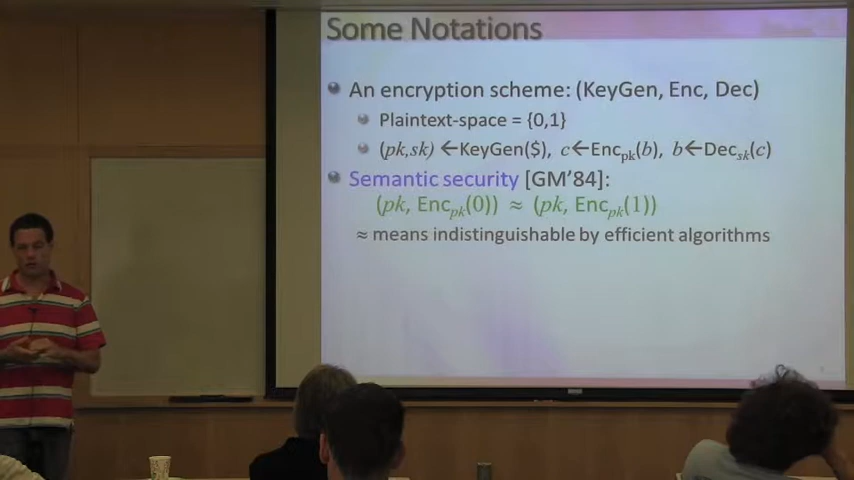 Some Notations
An encryption scheme: (KeyGen, Enc, Dec)
Plaintext-space = {0,1}
(pk,sk) ←KeyGen($), c←Encpk(b), b←Decsk(c)
Semantic security [GM'84]:
(pk, Encpk(0)) ≈ (pk, Encpk(1))
≈ means indistinguishable by efficient algorithms